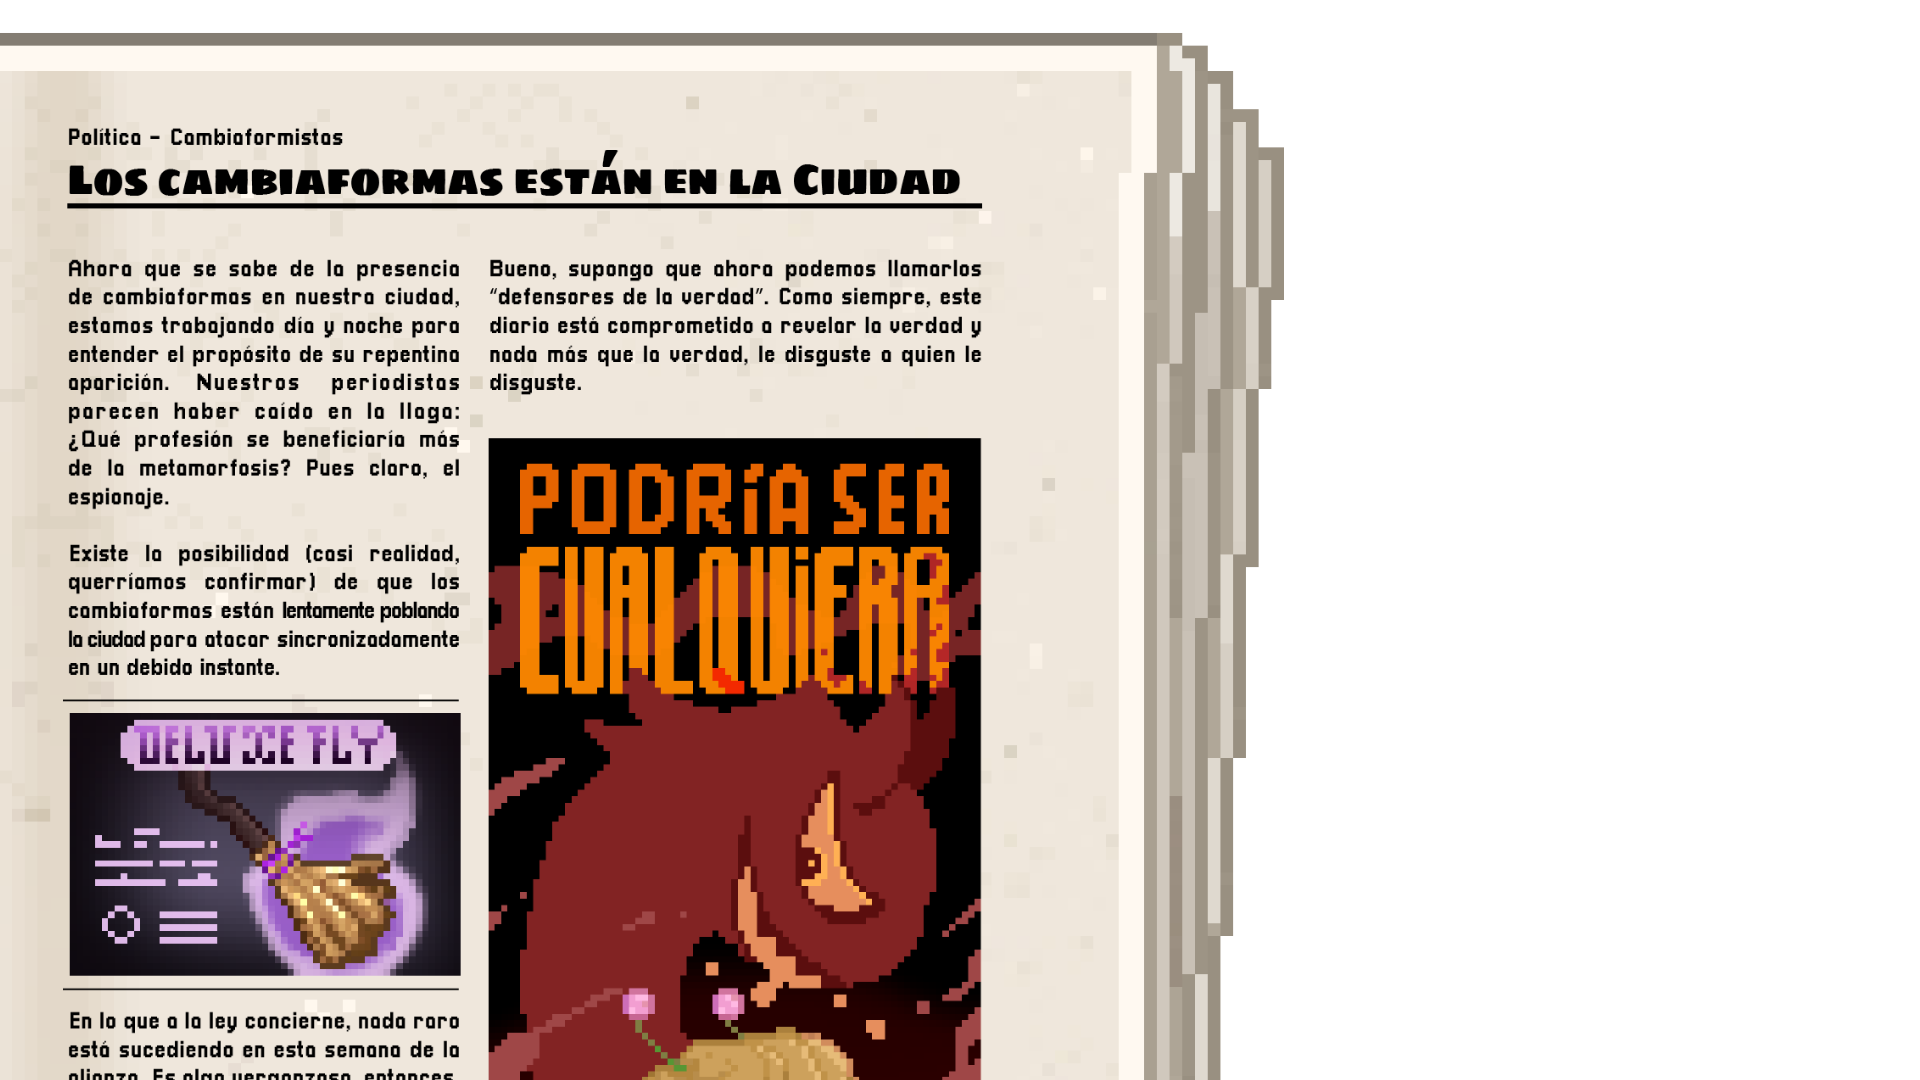 Política - Cambiaformistas
Los cambiaformas están en la Ciudad
Ahora que se sabe de la presencia
de cambiaformas en nuestra ciudad,
estamos trabajando día y noche para
entender el propósito de su repentina
aparición. Nuestros periodistas
parecen haber caído en la llaga:
¿Qué profesión se beneficiaría más
de la metamorfosis? Pues claro, el
espionaje.
Existe la posibilidad (casi realidad,
querríamos confirmar) de que los
cambiaformas están lentamente poblando
la ciudad para atacar sincronizadamente
en un debido instante.
DELUXE FLY
En lo que a la ley concierne, nada raro
está sucediendo en esta semana de la
alianza. Es algo vergonzoso, entonces,
Bueno, supongo que ahora podemos llamarlos
“defensores de la verdad”. Como siempre, este
diario está comprometido a revelar la verdad y
nada más que la verdad, le disguste a quien le
disguste.
PODRíA SER
CUALQUiERA